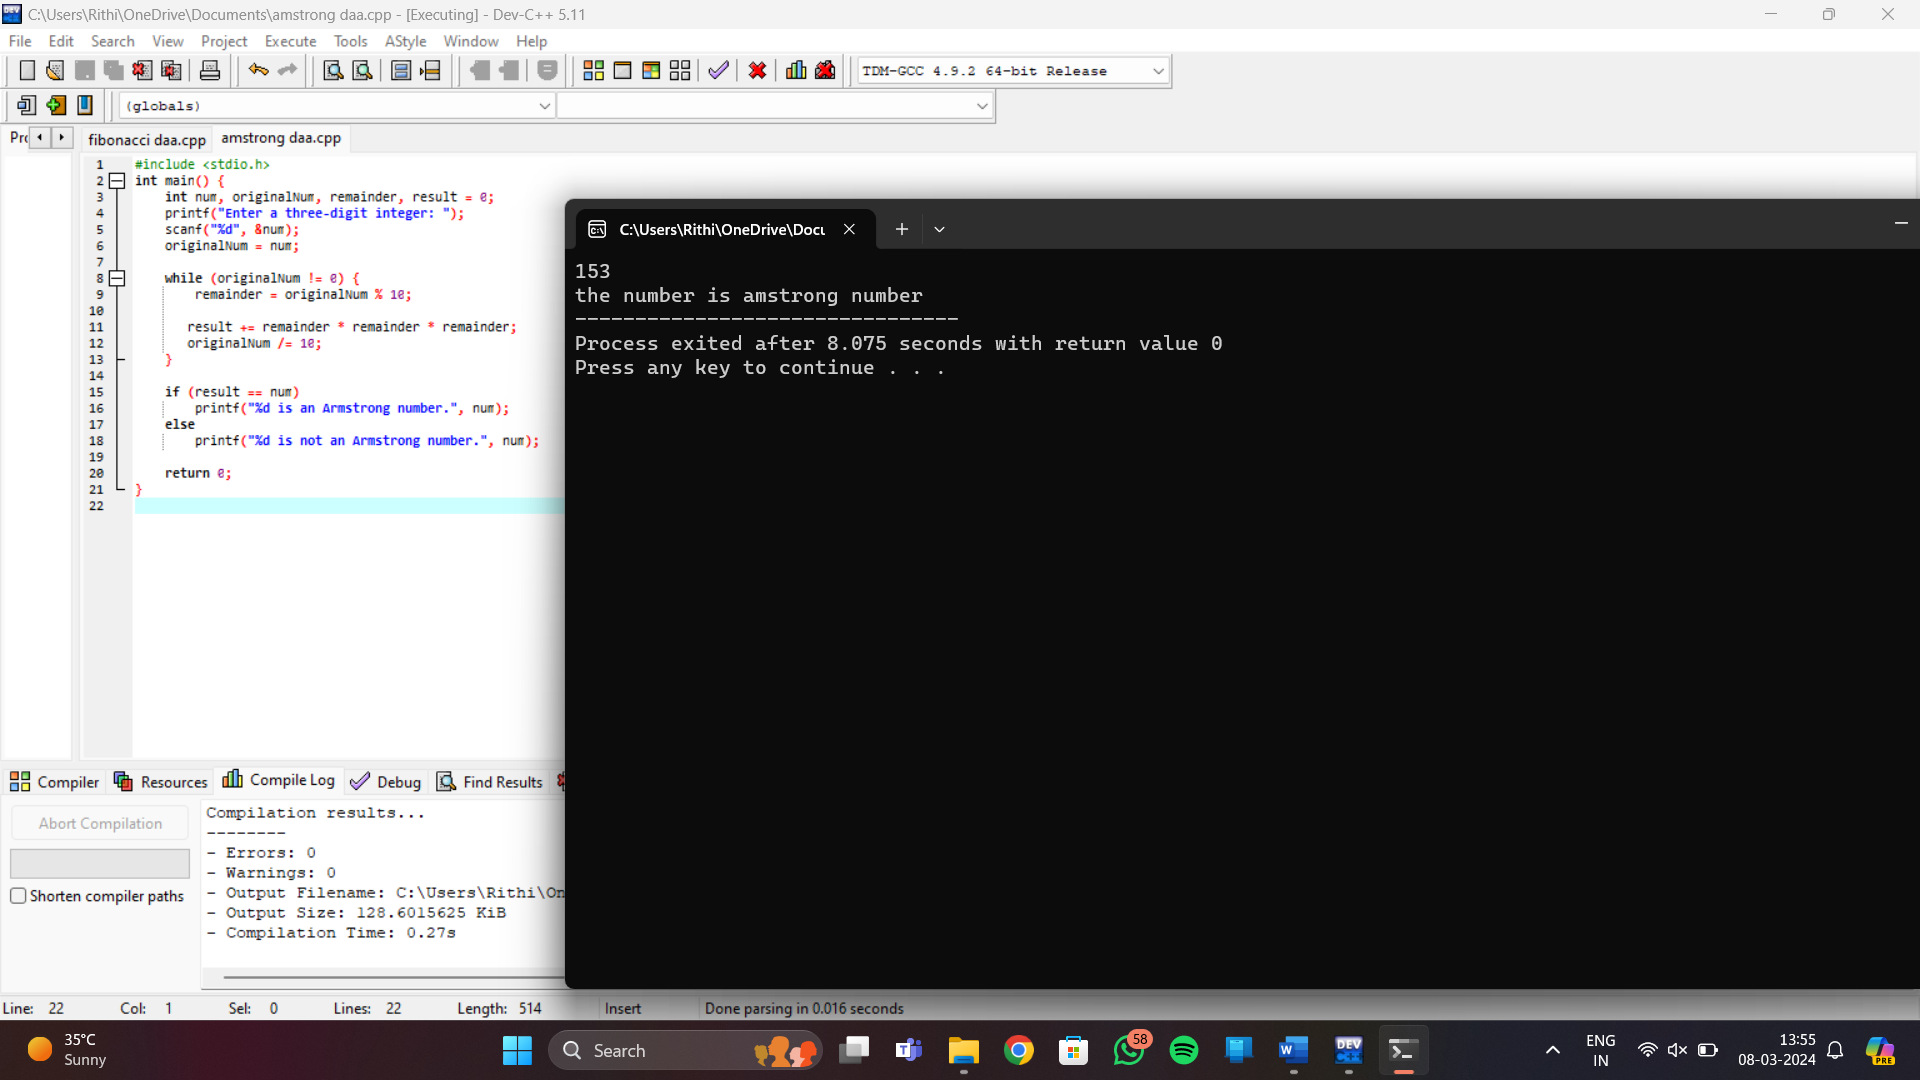 C:\Users\Rithi\OneDrive\Documents\amstrong daa.cpp - [Executing] - Dev-C++ 5.11
File Edit Search View Project Execute Tools AStyle Window Help
TDM-GCC 4.9.2 64-bit Release
(globals)
fibonacci daa.cpp amstrong daa.cpp
1 #include <stdio.h>
2 int main() {
3 int num, originalNum, remainder, result = 0;
4 printf("Enter a three-digit integer: ");
5 scanf("%d", &num);
6 originalNum = num;
7
8 while (originalNum != 0) {
9 remainder = originalNum % 10;
10
11 result += remainder * remainder * remainder;
12 originalNum /= 10;
13 }
14
15 if (result == num)
16 printf("%d is an Armstrong number.", num);
17 else
18 printf("%d is not an Armstrong number.", num);
19
20 return 0;
21 }
22
C:\Users\Rithi\OneDrive\Docu
153
the number is amstrong number
--------------------------------
Process exited after 8.075 seconds with return value 0
Press any key to continue . . .
Compiler Resources Compile Log Debug Find Results
Abort Compilation
Shorten compiler paths
Compilation results...
--------
- Errors: 0
- Warnings: 0
- Output Filename: C:\Users\Rithi\On
- Output Size: 128.6015625 KiB
- Compilation Time: 0.27s
Line: 22 Col: 1 Sel: 0 Lines: 22 Length: 514 Insert Done parsing in 0.016 seconds
35°C
Sunny
Search
58
DEV C++
ENG
IN
13:55
08-03-2024
PRE